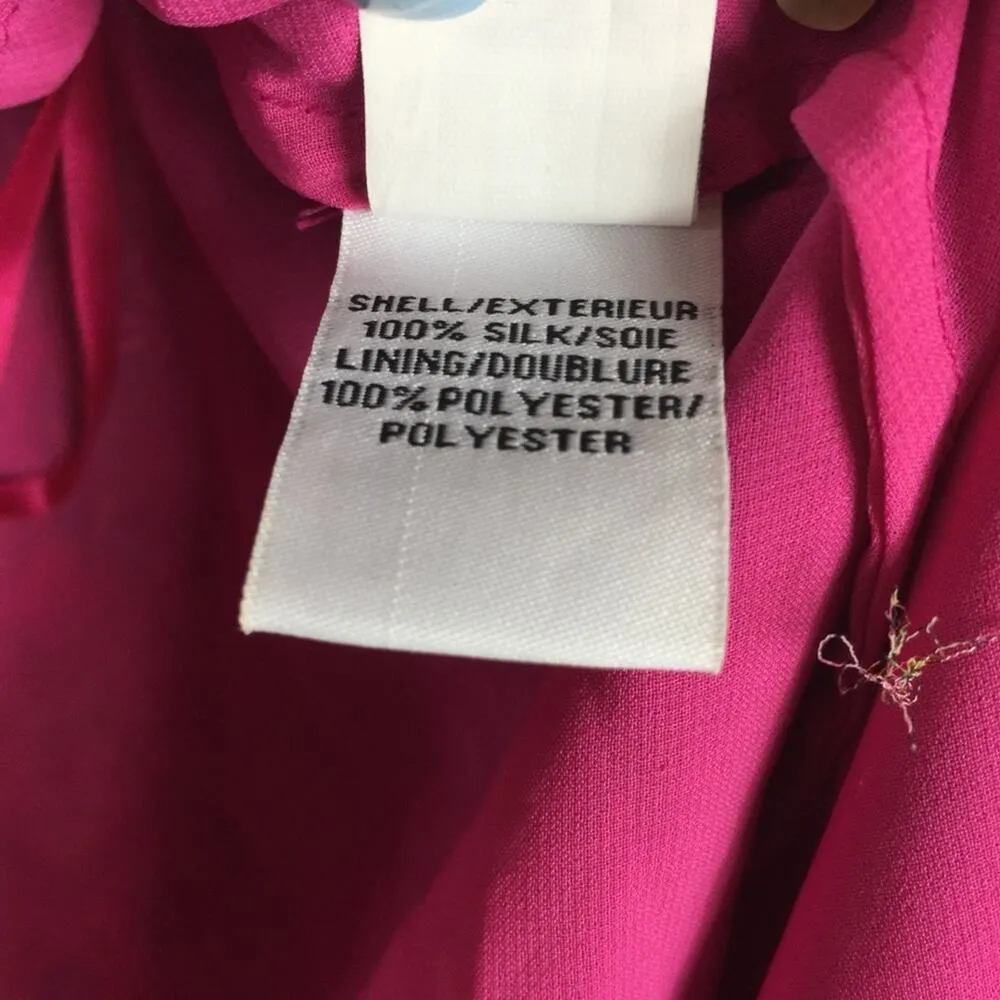 SHELL/EXTERIEUR
100% SILK/SOIE
LINING/DOUBLURE
100% POLYESTER/
POLYESTER